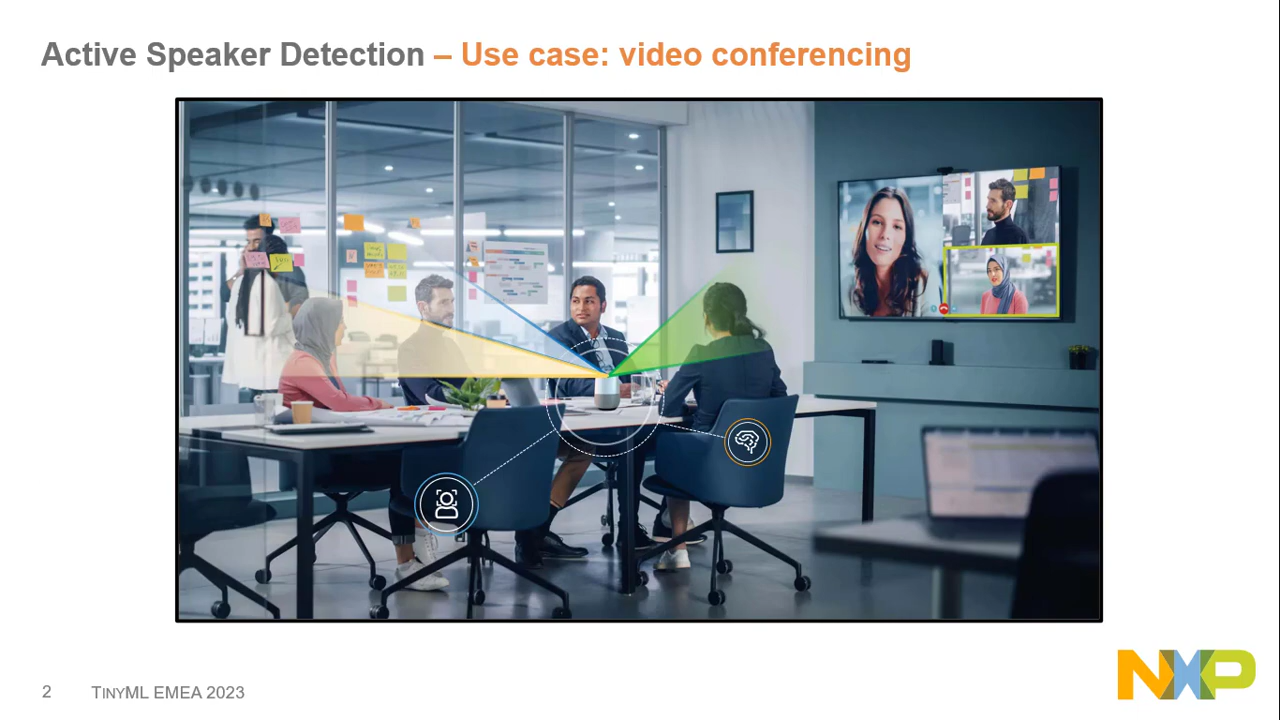 Active Speaker Detection – Use case: video conferencing
2 TINYML EMEA 2023
NXP